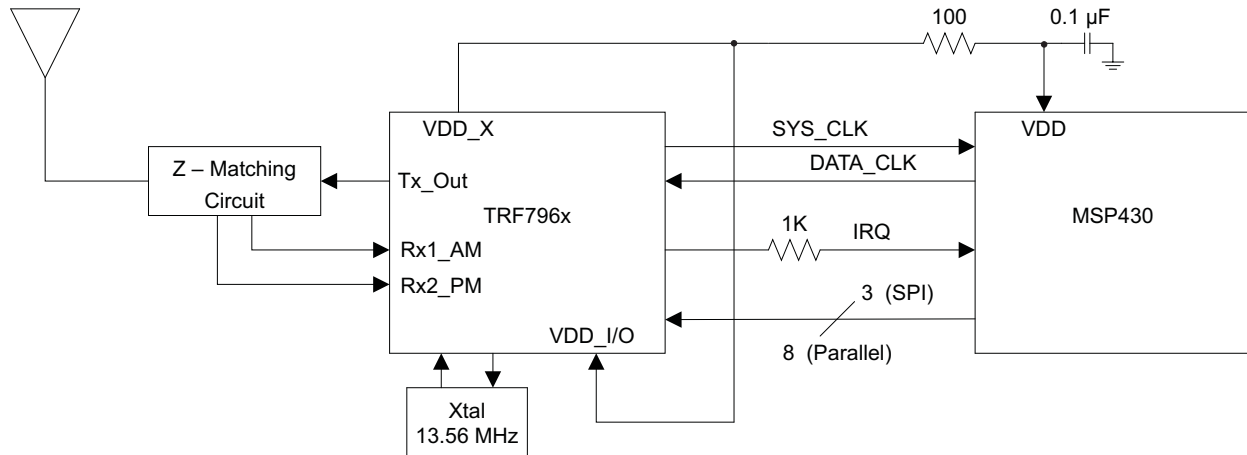 100
0.1 µF
VDD_X
SYS_CLK
VDD
DATA_CLK
Z – Matching
Circuit
Tx_Out
TRF796x
MSP430
1K
IRQ
Rx1_AM
Rx2_PM
3 (SPI)
VDD_I/O
8 (Parallel)
Xtal
13.56 MHz